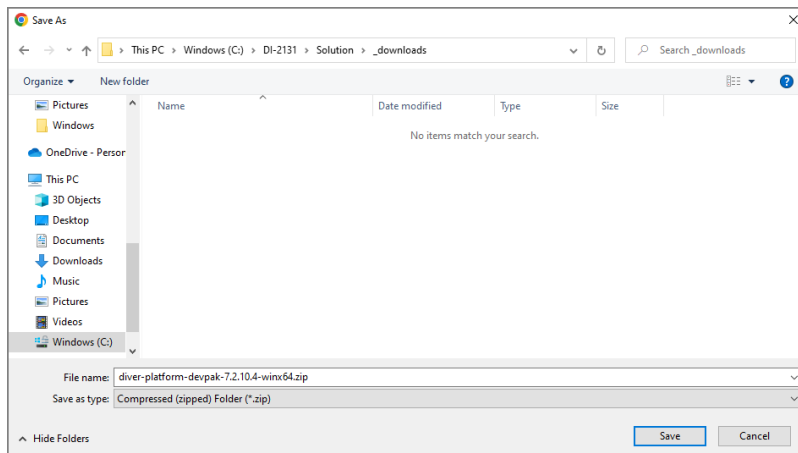 Save As
This PC > Windows (C:) > DI-2131 > Solution > _downloads
Search _downloads
Organize
New folder
?
Name
Date modified
Type
Size
No items match your search.
Pictures
Windows
OneDrive - Person
This PC
3D Objects
Desktop
Documents
Downloads
Music
Pictures
Videos
Windows (C:)
File name: diver-platform-devpak-7.2.10.4-winx64.zip
Save as type: Compressed (zipped) Folder (*.zip)
Hide Folders
Save
Cancel